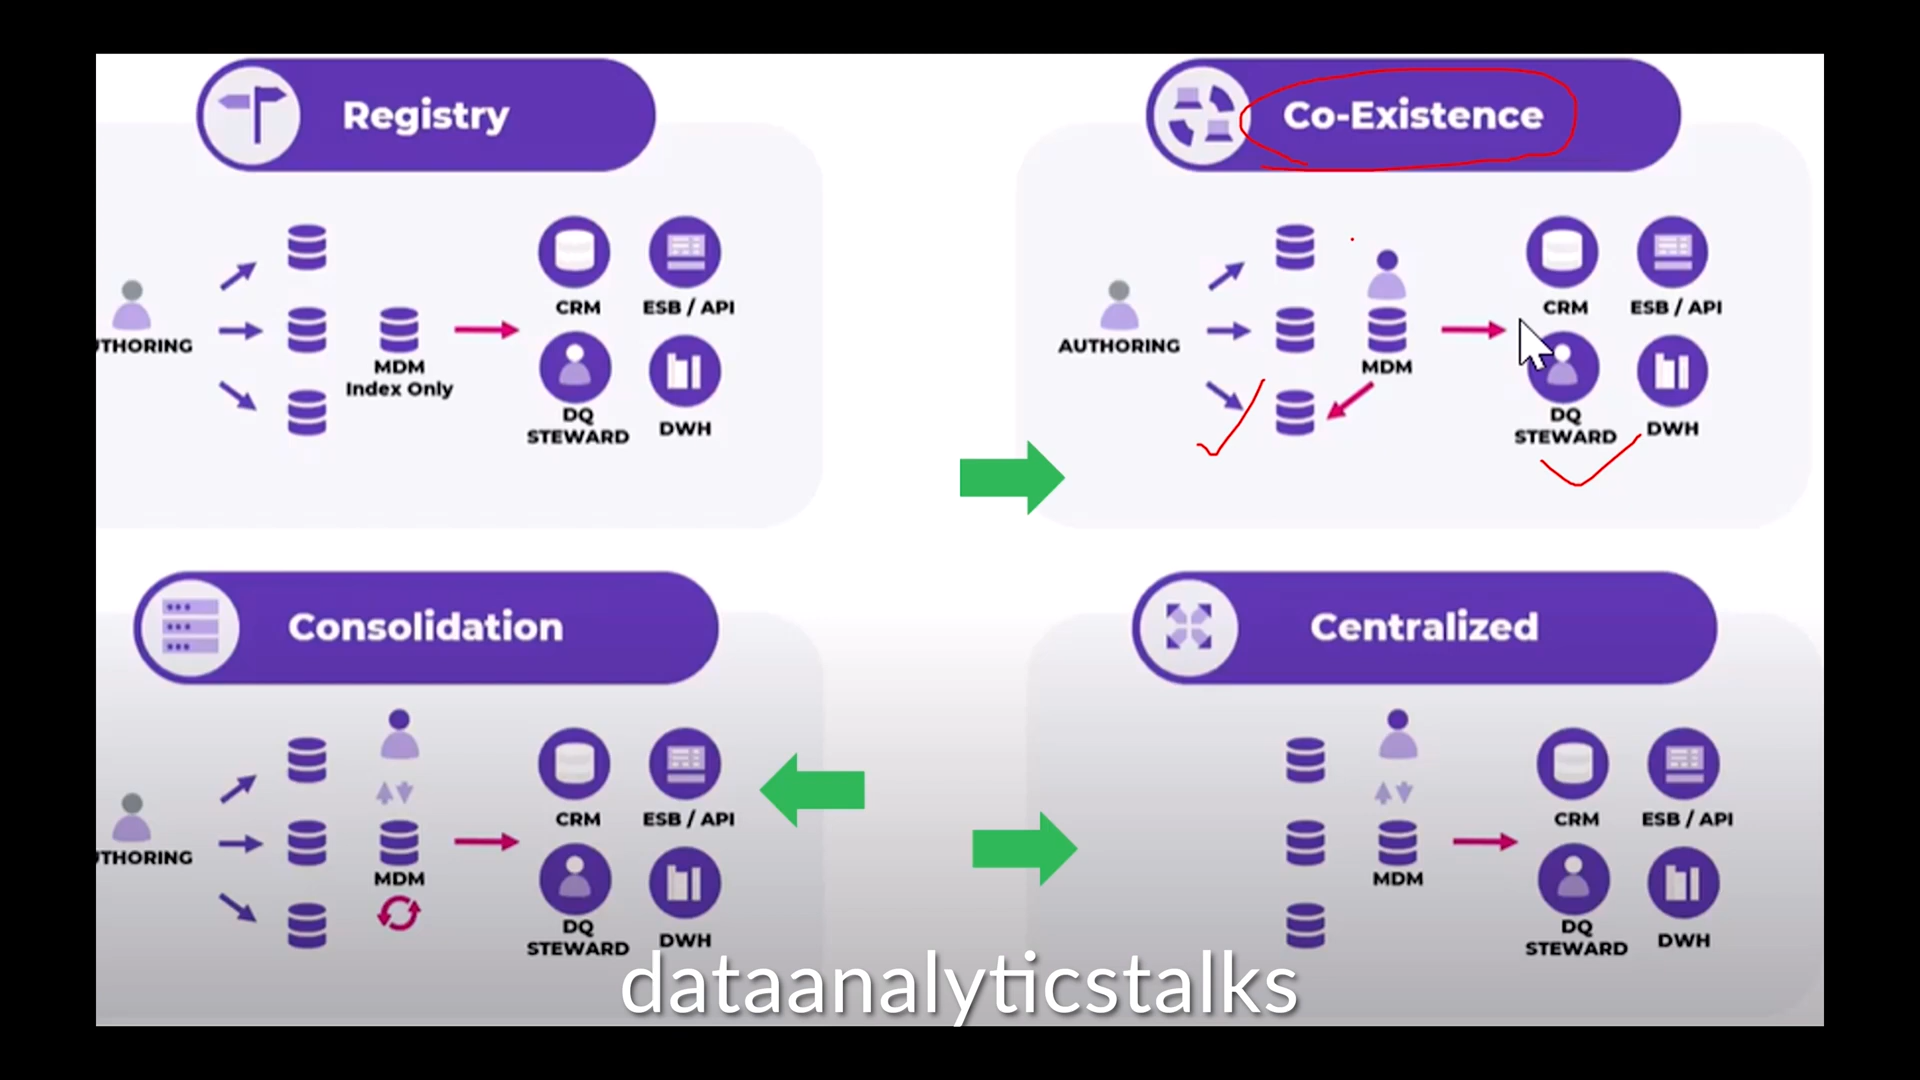 Registry
CRM
ESB / API
THORING
MDM
Index Only
DQ
STEWARD
DWH
Co-Existence
CRM
ESB / API
AUTHORING
MDM
DQ
STEWARD
DWH
Consolidation
CRM
ESB / API
THORING
MDM
DQ
STEWARD
DWH
Centralized
CRM
ESB / API
MDM
DQ
STEWARD
DWH
dataanalyticstalks